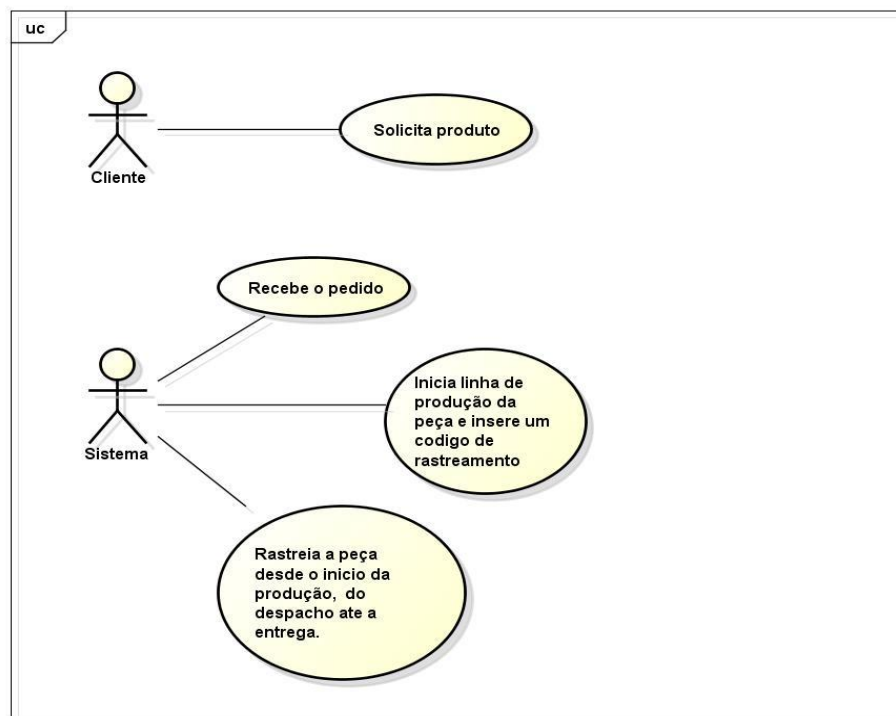 uc
Solicita produto
Cliente
Recebe o pedido
Inicia linha de
produção da
peça e insere um
codigo de
rastreamento
Sistema
Rastreia a peça
desde o inicio da
produção, do
despacho ate a
entrega.